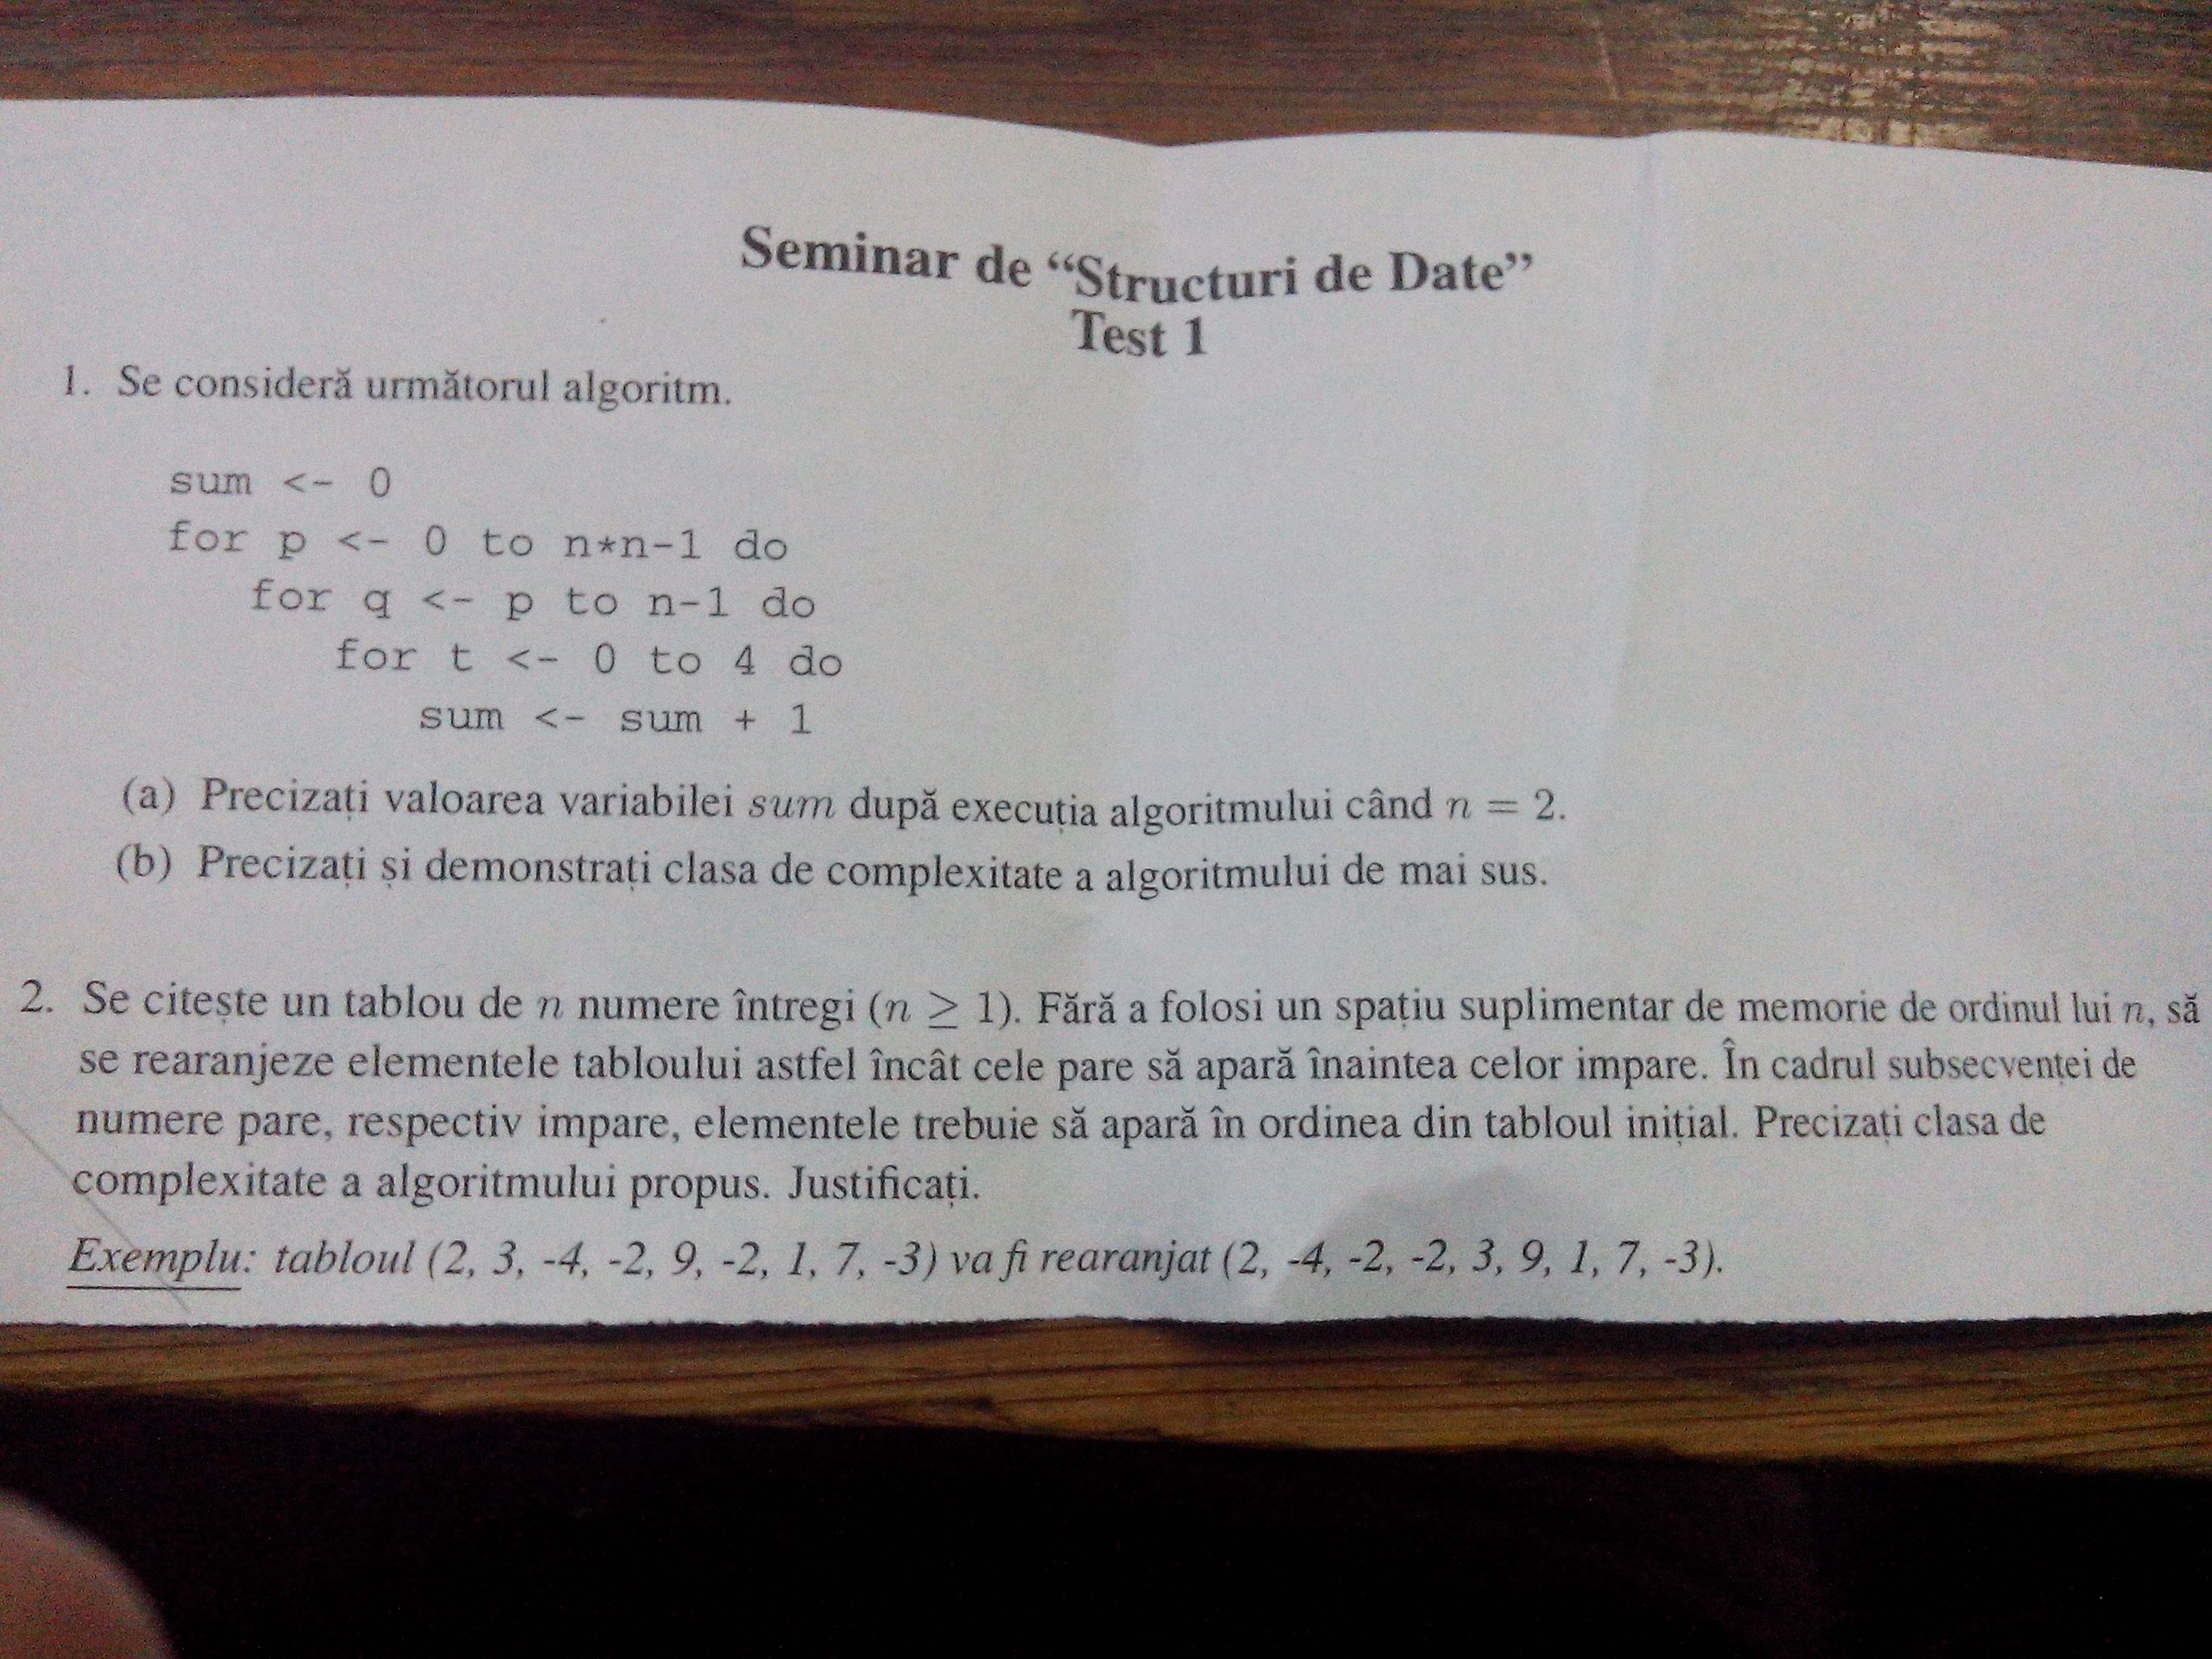 Seminar de “Structuri de Date”
Test 1
1. Se consideră următorul algoritm.
sum <- 0
for p <- 0 to n*n-1 do
for q <- p to n-1 do
for t <- 0 to 4 do
sum <- sum + 1
(a) Precizați valoarea variabilei sum după execuția algoritmului când n = 2.
(b) Precizați și demonstrați clasa de complexitate a algoritmului de mai sus.
2. Se citește un tablou de n numere întregi (n ≥ 1). Fără a folosi un spațiu suplimentar de memorie de ordinul lui n, să
se rearanjeze elementele tabloului astfel încât cele pare să apară înaintea celor impare. În cadrul subsecvenței de
numere pare, respectiv impare, elementele trebuie să apară în ordinea din tabloul inițial. Precizați clasa de
complexitate a algoritmului propus. Justificați.
Exemplu: tabloul (2, 3, -4, -2, 9, -2, 1, 7, -3) va fi rearanjat (2, -4, -2, -2, 3, 9, 1, 7, -3).